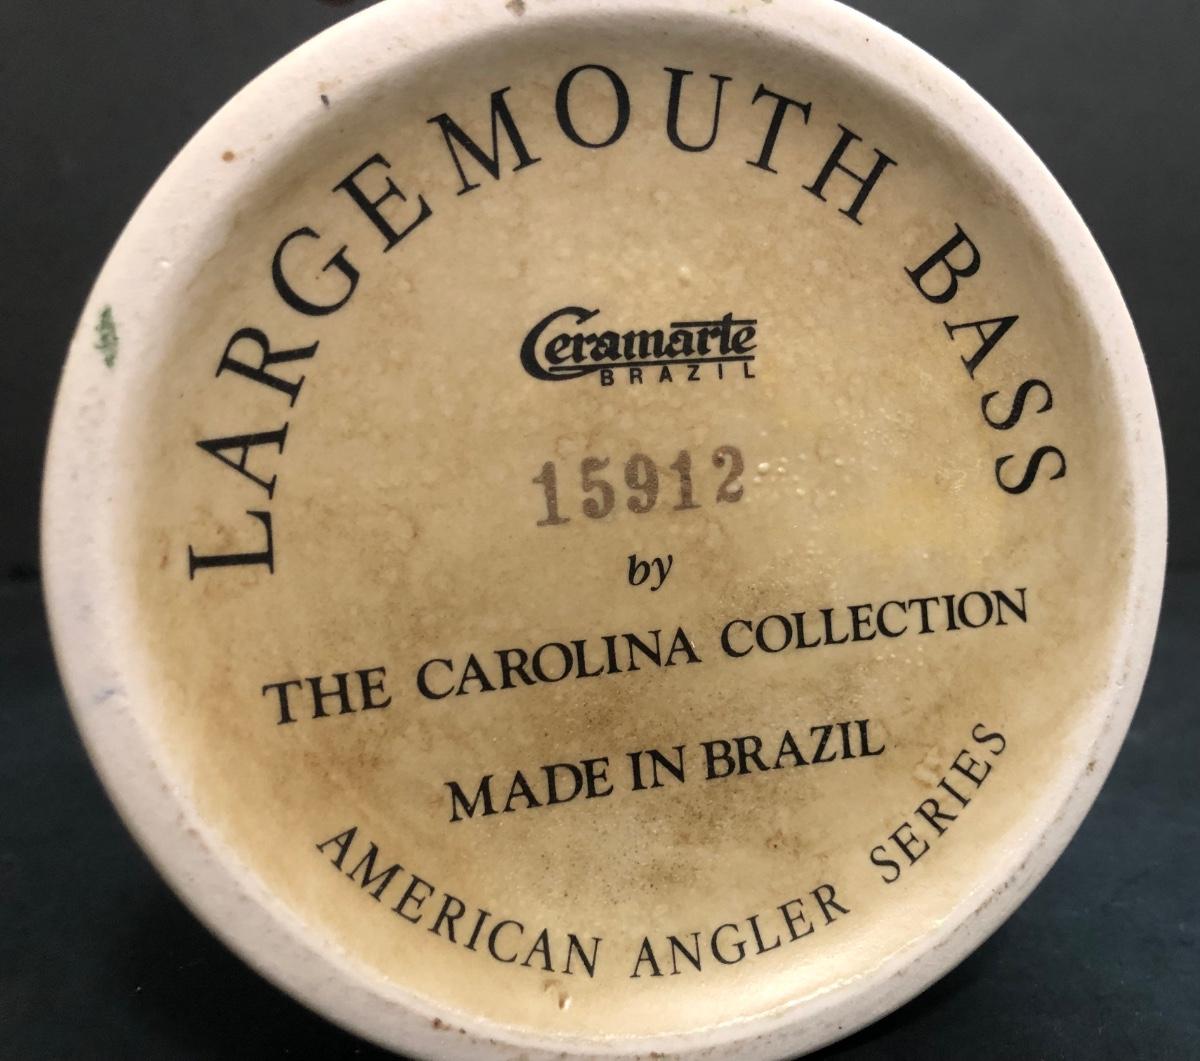 LARGEMOUTH BASS
Ceramarte
BRAZIL
15912
by
THE CAROLINA COLLECTION
MADE IN BRAZIL
AMERICAN ANGLER SERIES